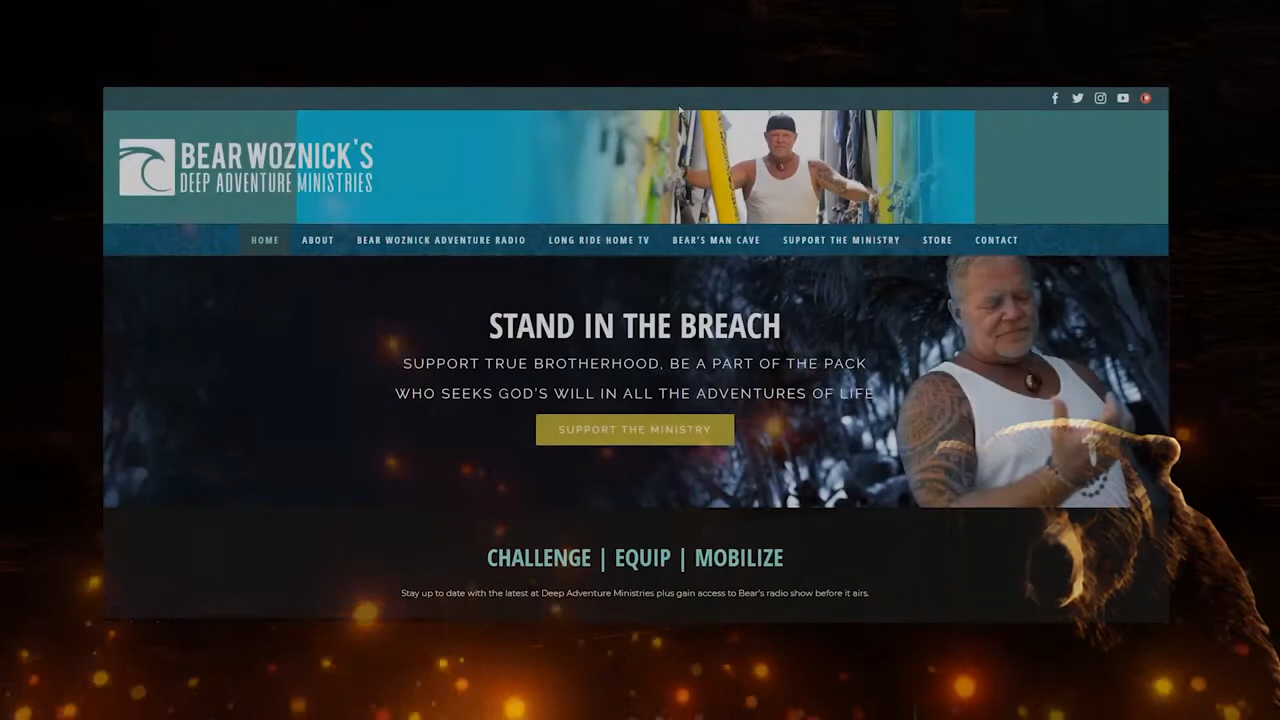 BEAR WOZNICK'S
DEEP ADVENTURE MINISTRIES
HOME ABOUT BEAR WOZNICK ADVENTURE RADIO LONG RIDE HOME TV BEAR'S MAN CAVE SUPPORT THE MINISTRY STORE CONTACT
STAND IN THE BREACH
SUPPORT TRUE BROTHERHOOD, BE A PART OF THE PACK
WHO SEEKS GOD'S WILL IN ALL THE ADVENTURES OF LIFE
SUPPORT THE MINISTRY
CHALLENGE | EQUIP | MOBILIZE
Stay up to date with the latest at Deep Adventure Ministries plus gain access to Bear's radio show before it airs.